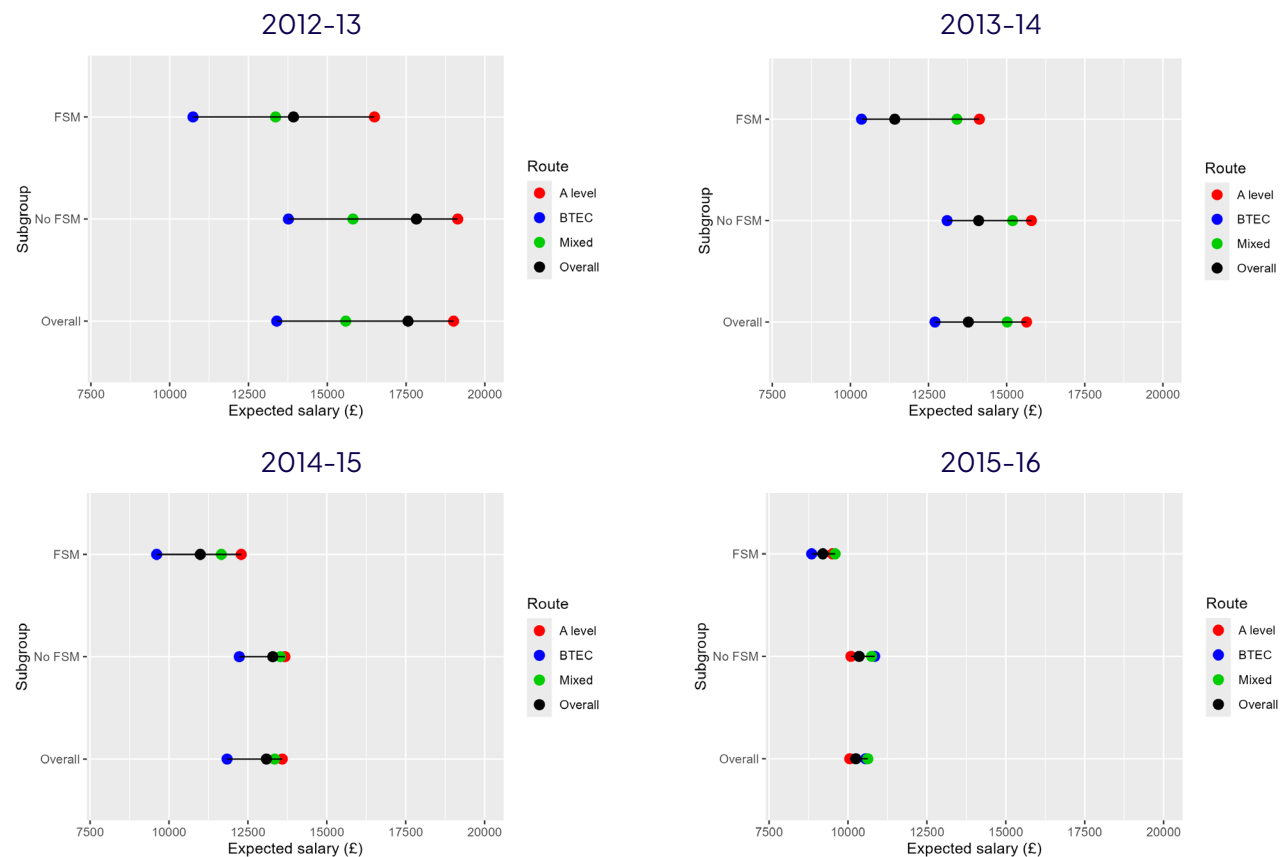 2012-13
FSM
No FSM
Overall
Subgroup
7500 10000 12500 15000 17500 20000
Expected salary (£)
Route
A level
BTEC
Mixed
Overall
2013-14
FSM
No FSM
Overall
Subgroup
7500 10000 12500 15000 17500 20000
Expected salary (£)
Route
A level
BTEC
Mixed
Overall
2014-15
FSM
No FSM
Overall
Subgroup
7500 10000 12500 15000 17500 20000
Expected salary (£)
Route
A level
BTEC
Mixed
Overall
2015-16
FSM
No FSM
Overall
Subgroup
7500 10000 12500 15000 17500 20000
Expected salary (£)
Route
A level
BTEC
Mixed
Overall